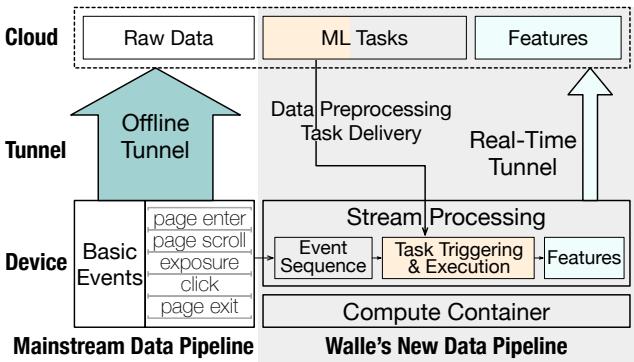 Cloud
Raw Data
ML Tasks
Features
Tunnel
Offline
Tunnel
Data Preprocessing
Task Delivery
Real-Time
Tunnel
Device
Basic
Events
page enter
page scroll
exposure
click
page exit
Stream Processing
Event
Sequence
Task Triggering
& Execution
Features
Compute Container
Mainstream Data Pipeline
Walle's New Data Pipeline